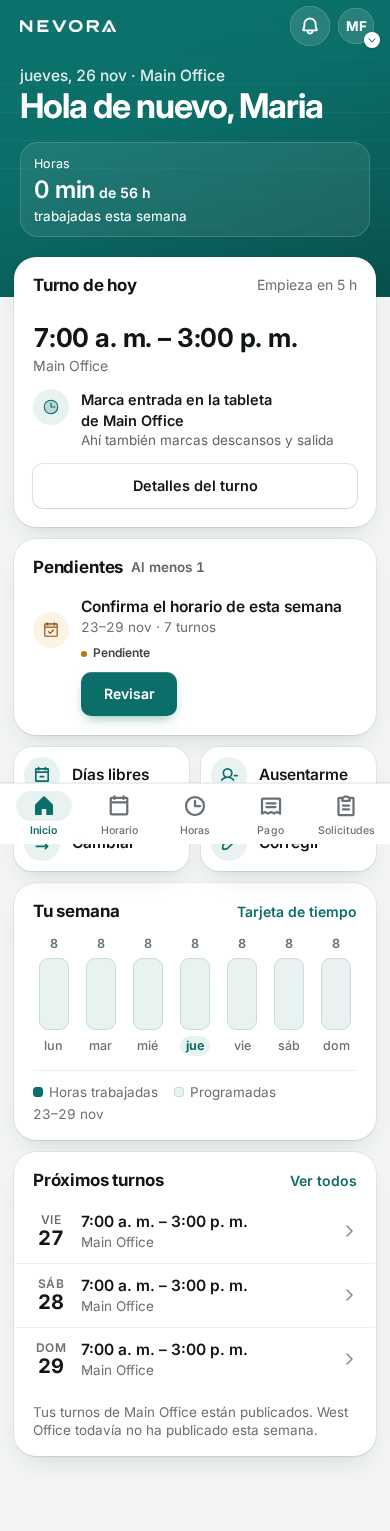 NEVORA
MF
jueves, 26 nov · Main Office
Hola de nuevo, Maria
Horas
0 min de 56 h
trabajadas esta semana
Turno de hoy
Empieza en 5 h
7:00 a. m. – 3:00 p. m.
Main Office
Marca entrada en la tableta
de Main Office
Ahí también marcas descansos y salida
Detalles del turno
Pendientes Al menos 1
Confirma el horario de esta semana
23–29 nov · 7 turnos
Pendiente
Revisar
Días libres
Ausentarme
Inicio
Horario
Horas
Pago
Solicitudes
Cambiar
Corregir
Tu semana
Tarjeta de tiempo
8 8 8 8 8 8 8
lun mar mié jue vie sáb dom
Horas trabajadas Programadas
23–29 nov
Próximos turnos
Ver todos
VIE
27
7:00 a. m. – 3:00 p. m.
Main Office
SÁB
28
7:00 a. m. – 3:00 p. m.
Main Office
DOM
29
7:00 a. m. – 3:00 p. m.
Main Office
Tus turnos de Main Office están publicados. West
Office todavía no ha publicado esta semana.